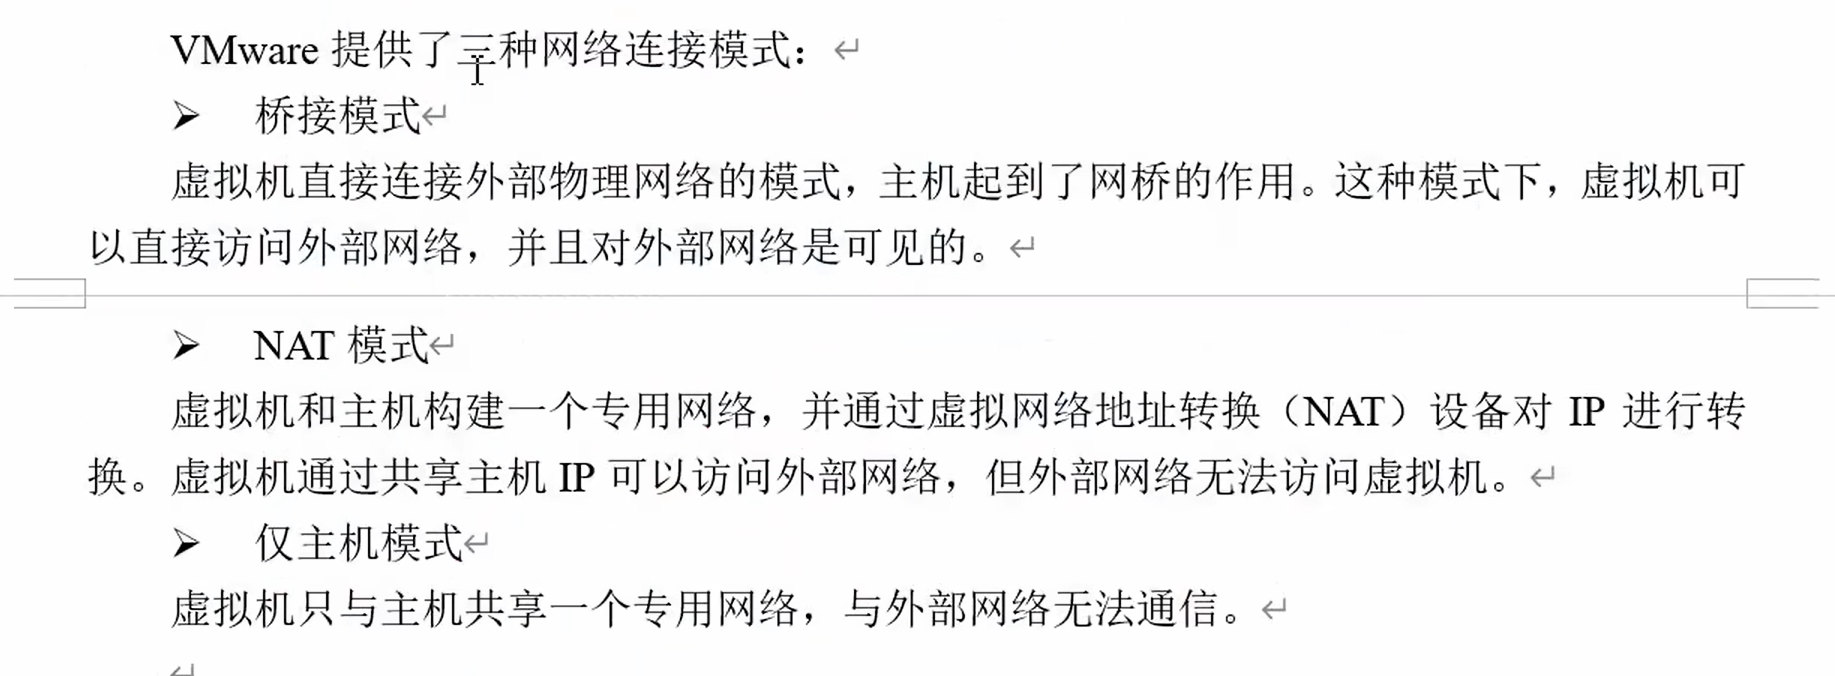 VMware 提供了三种网络连接模式：
➢ 桥接模式
虚拟机直接连接外部物理网络的模式，主机起到了网桥的作用。这种模式下，虚拟机可
以直接访问外部网络，并且对外部网络是可见的。
➢ NAT 模式
虚拟机和主机构建一个专用网络，并通过虚拟网络地址转换（NAT）设备对 IP 进行转
换。虚拟机通过共享主机 IP 可以访问外部网络，但外部网络无法访问虚拟机。
➢ 仅主机模式
虚拟机只与主机共享一个专用网络，与外部网络无法通信。